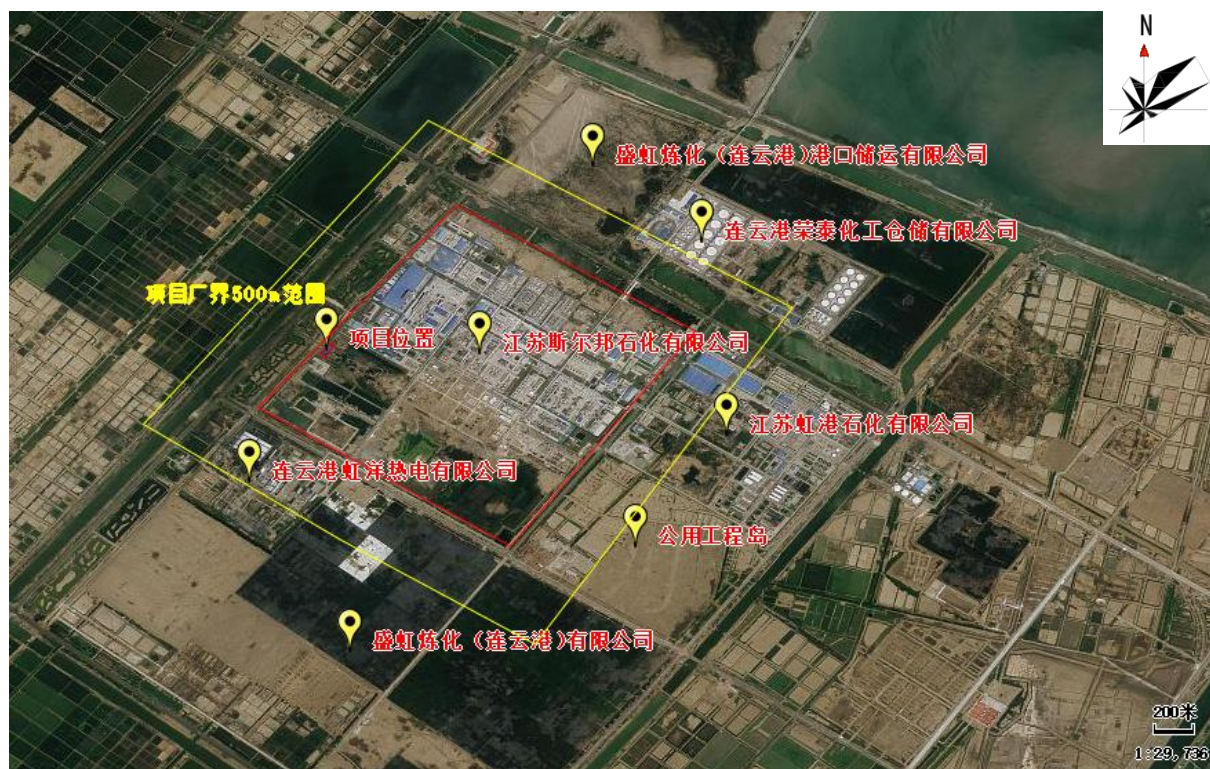 N
盛虹炼化（连云港）港口储运有限公司
连云港荣泰化工仓储有限公司
项目厂界500m范围
项目位置
江苏斯尔邦石化有限公司
江苏虹港石化有限公司
连云港虹洋热电有限公司
公用工程岛
盛虹炼化（连云港）有限公司
200米
1:29,736